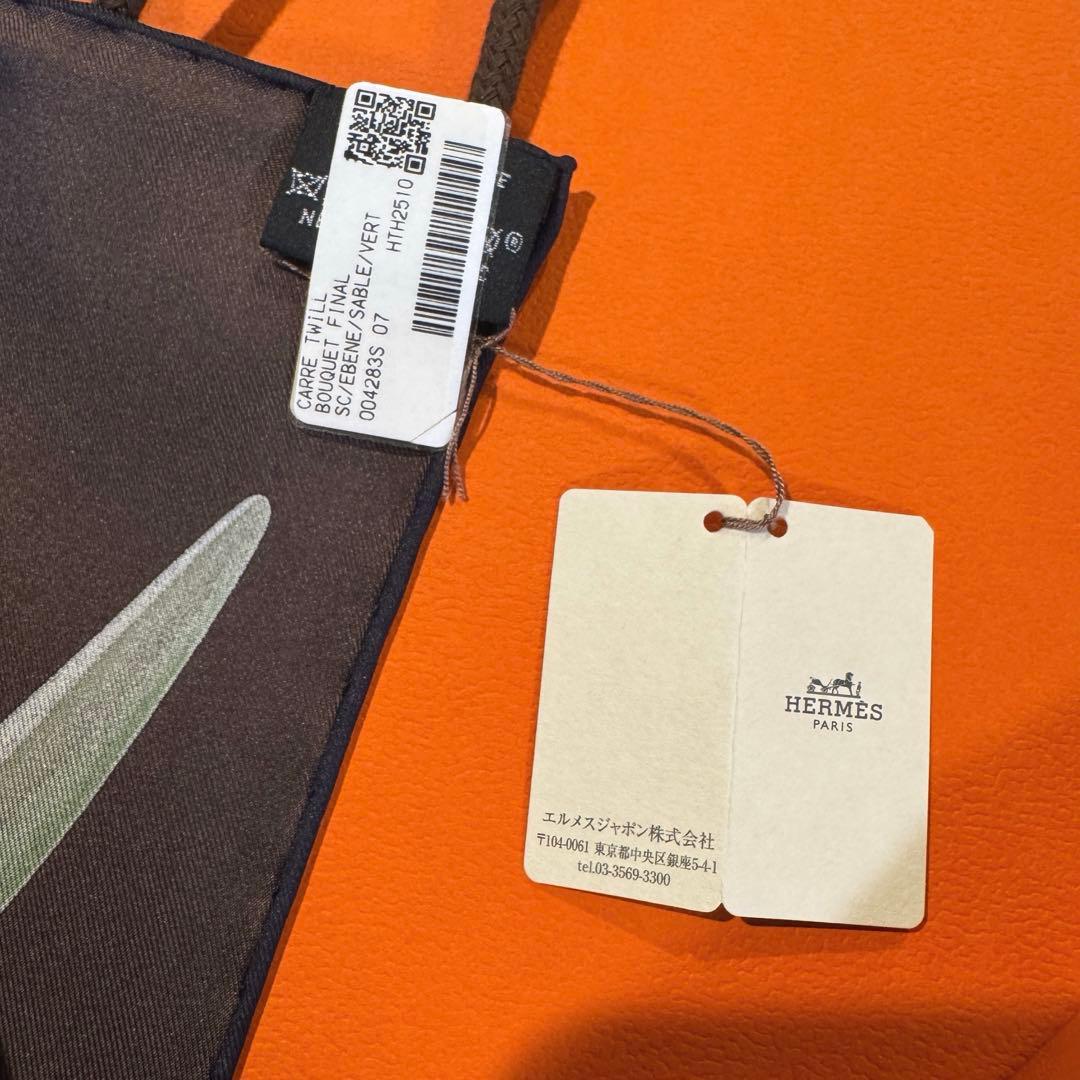 CARRE TWILL
BOUQUET FINAL
SC/EBENE/SABLE/VERT
004283S 07
HTH2510
HERMÈS
PARIS
エルメスジャポン株式会社
〒104-0061 東京都中央区銀座5-4-1
tel.03-3569-3300